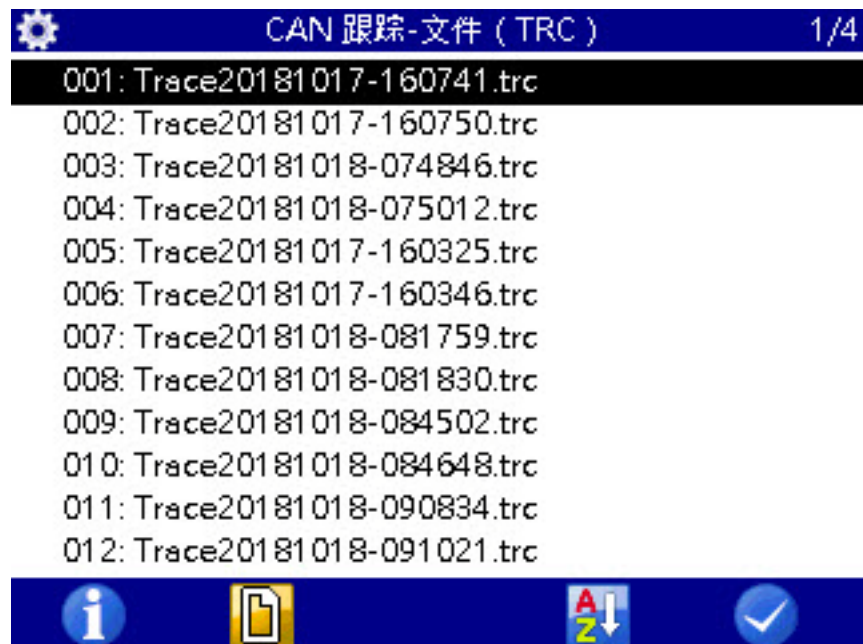 CAN 跟踪-文件 ( TRC ) 1/4
001: Trace20181017-160741.trc
002: Trace20181017-160750.trc
003: Trace20181018-074846.trc
004: Trace20181018-075012.trc
005: Trace20181017-160325.trc
006: Trace20181017-160346.trc
007: Trace20181018-081759.trc
008: Trace20181018-081830.trc
009: Trace20181018-084502.trc
010: Trace20181018-084648.trc
011: Trace20181018-090834.trc
012: Trace20181018-091021.trc
i A
Z